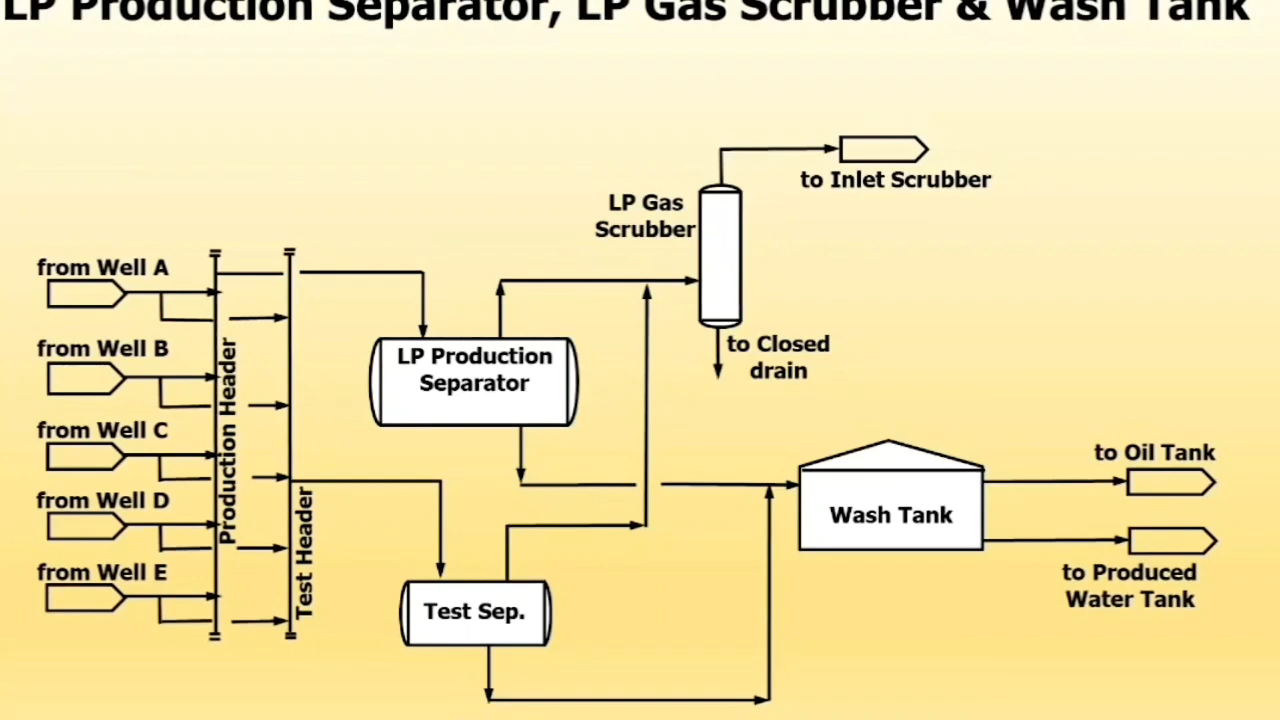 LP Production Separator, LP Gas Scrubber & Wash Tank
to Inlet Scrubber
LP Gas
Scrubber
from Well A
to Closed
drain
from Well B
LP Production
Separator
Production Header
from Well C
to Oil Tank
from Well D
Wash Tank
Test Header
from Well E
to Produced
Water Tank
Test Sep.